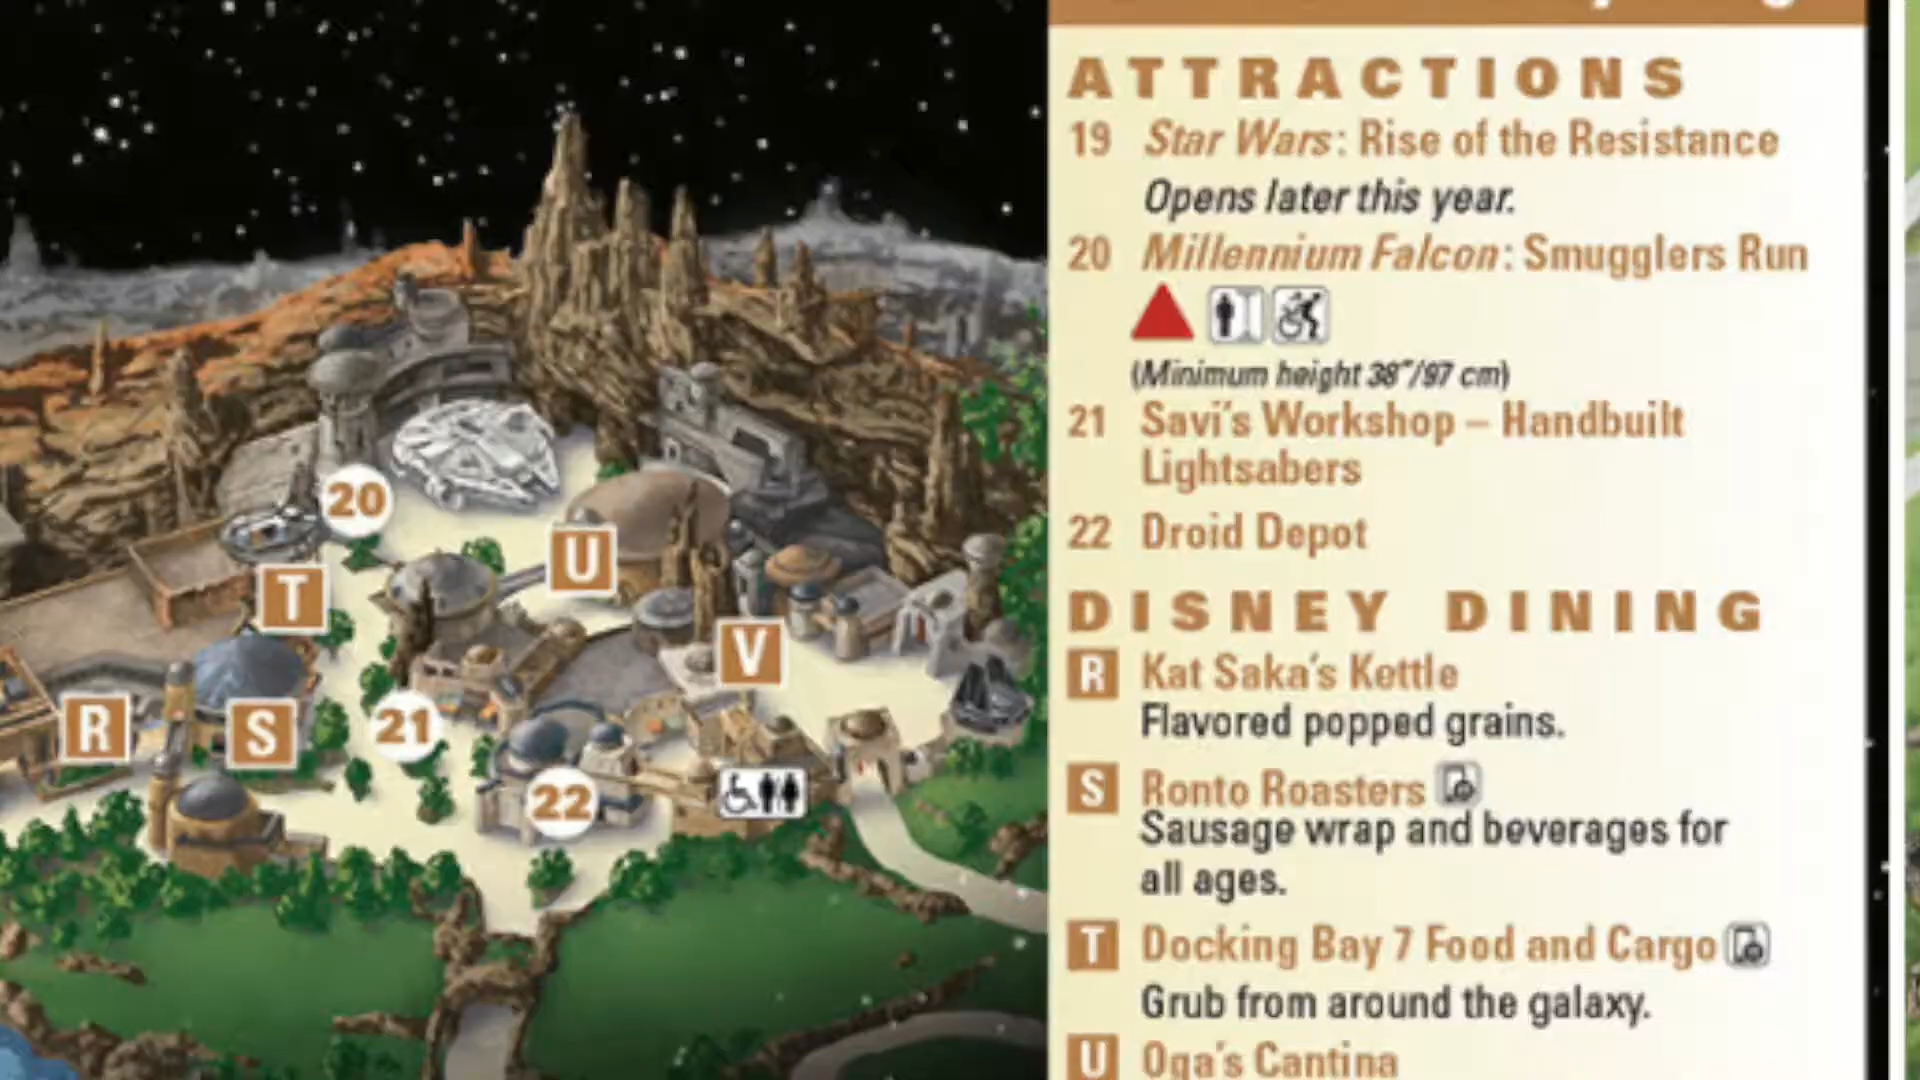 20
U
T
V
R
S
21
22
ATTRACTIONS
19 Star Wars: Rise of the Resistance
Opens later this year.
20 Millennium Falcon: Smugglers Run
(Minimum height 38"/97 cm)
21 Savi's Workshop – Handbuilt
Lightsabers
22 Droid Depot
DISNEY DINING
R Kat Saka's Kettle
Flavored popped grains.
S Ronto Roasters
Sausage wrap and beverages for
all ages.
T Docking Bay 7 Food and Cargo
Grub from around the galaxy.
U Oga's Cantina